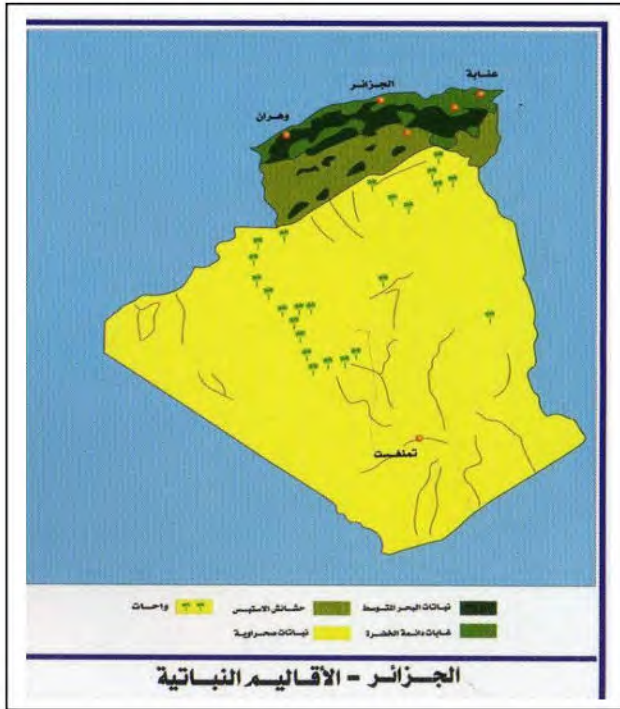 عنابة
الجزائر
وهران
تمنغست
نباتات البحر المتوسط
حشائش الاستبس
واحات
غابات دائمة الخضرة
نباتات صحراوية
الجزائر - الأقاليم النباتية